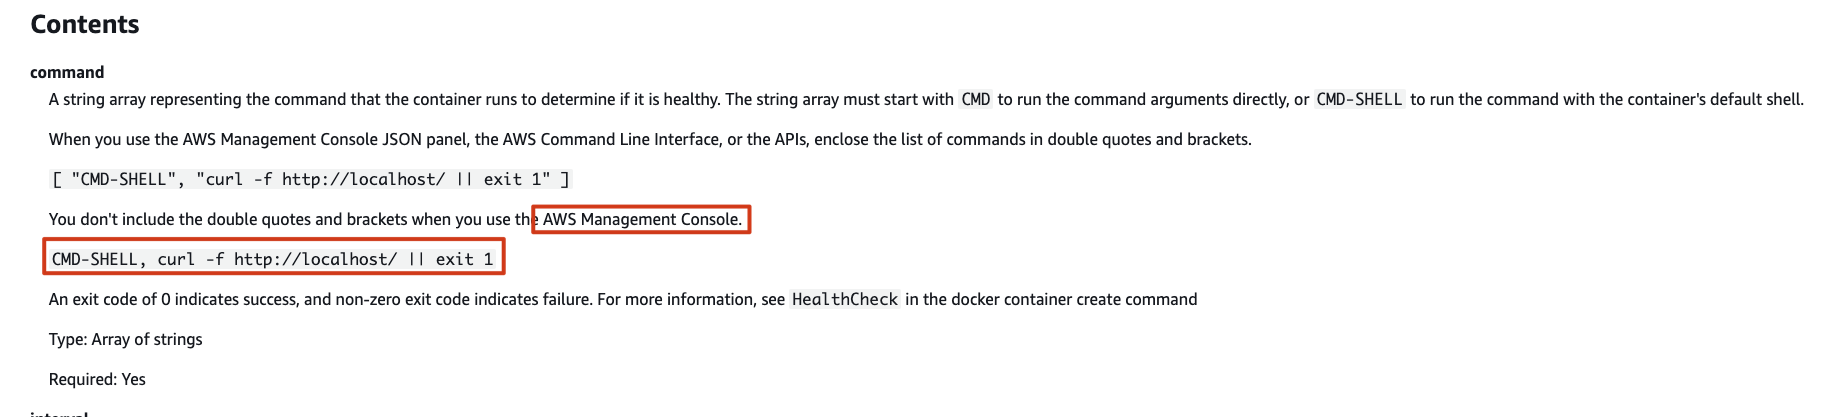 Contents
command
A string array representing the command that the container runs to determine if it is healthy. The string array must start with CMD to run the command arguments directly, or CMD-SHELL to run the command with the container's default shell.
When you use the AWS Management Console JSON panel, the AWS Command Line Interface, or the APIs, enclose the list of commands in double quotes and brackets.
[ "CMD-SHELL", "curl -f http://localhost/ || exit 1" ]
You don't include the double quotes and brackets when you use the AWS Management Console.
CMD-SHELL, curl -f http://localhost/ || exit 1
An exit code of 0 indicates success, and non-zero exit code indicates failure. For more information, see HealthCheck in the docker container create command
Type: Array of strings
Required: Yes
interval